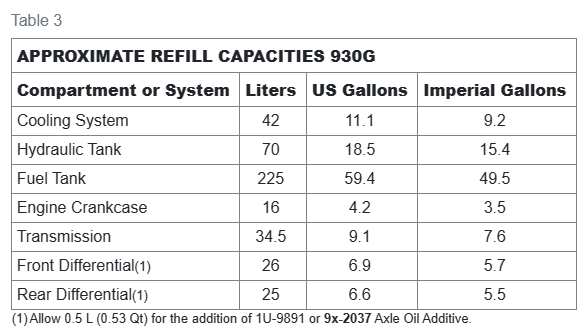 Table 3
APPROXIMATE REFILL CAPACITIES 930G
Compartment or System Liters US Gallons Imperial Gallons
Cooling System 42 11.1 9.2
Hydraulic Tank 70 18.5 15.4
Fuel Tank 225 59.4 49.5
Engine Crankcase 16 4.2 3.5
Transmission 34.5 9.1 7.6
Front Differential(1) 26 6.9 5.7
Rear Differential(1) 25 6.6 5.5
(1) Allow 0.5 L (0.53 Qt) for the addition of 1U-9891 or 9x-2037 Axle Oil Additive.